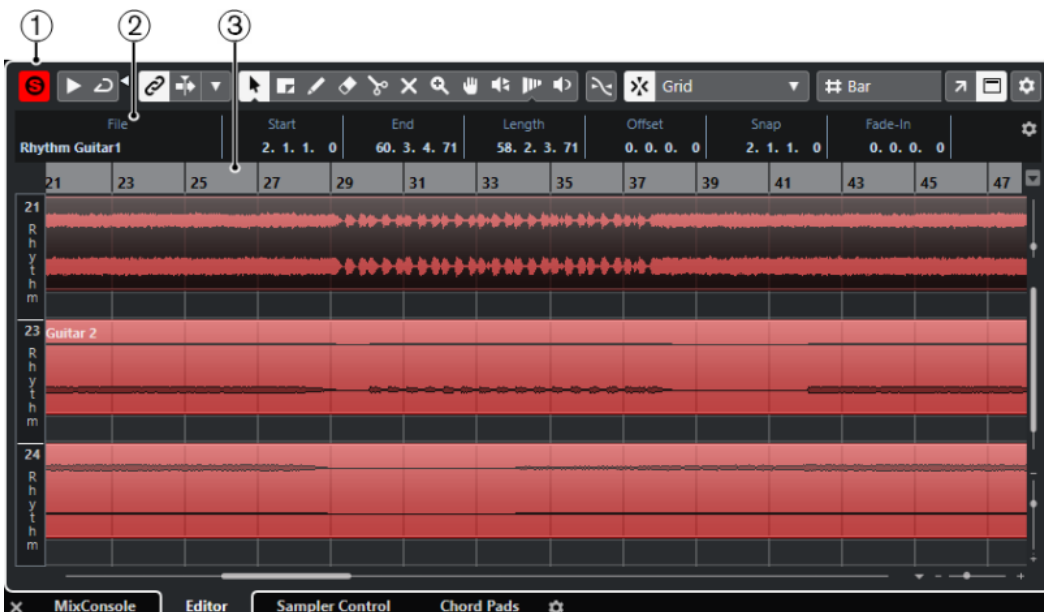 1 2 3
S Grid Bar
File Start End Length Offset Snap Fade-In
Rhythm Guitar1 2. 1. 1. 0 60. 3. 4. 71 58. 2. 3. 71 0. 0. 0. 0 2. 1. 1. 0 0. 0. 0. 0
21 23 25 27 29 31 33 35 37 39 41 43 45 47
21
Rhythm
23 Guitar 2
Rhythm
24
Rhythm
MixConsole Editor Sampler Control Chord Pads